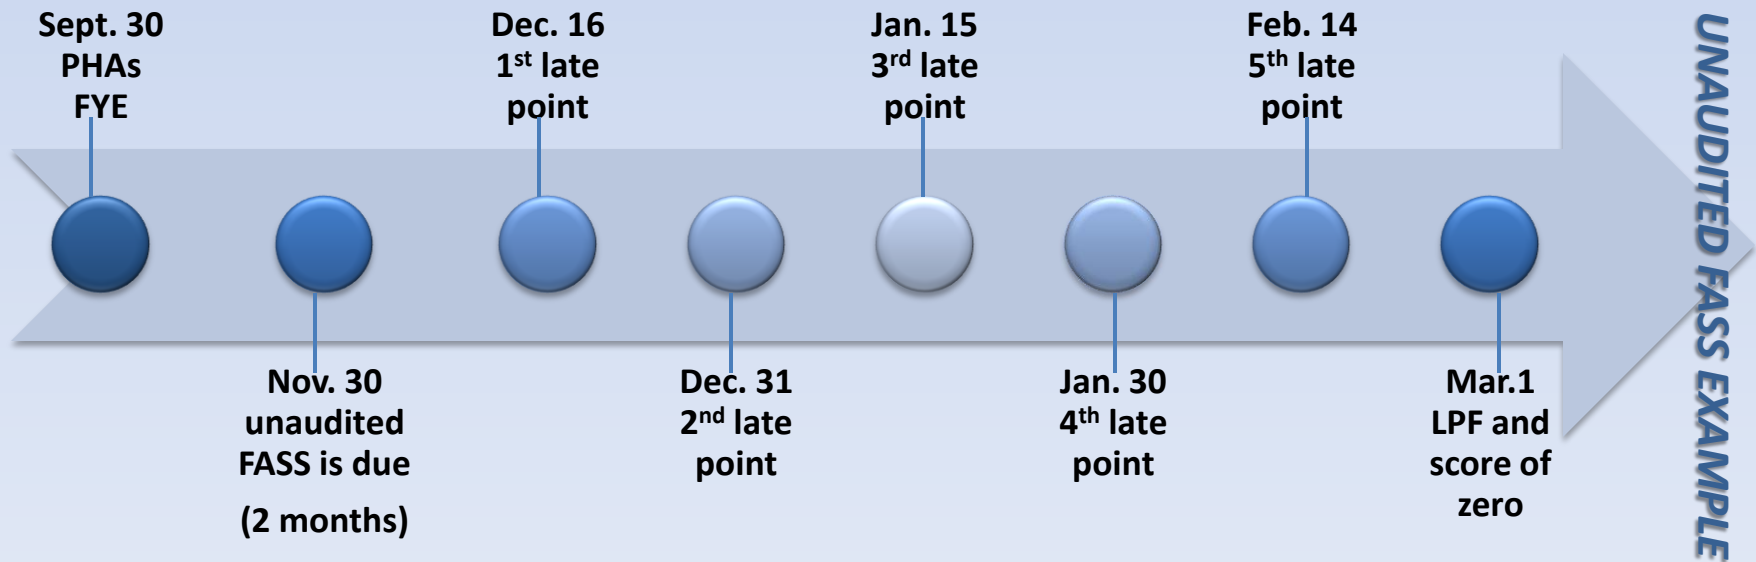 Sept. 30
PHAs
FYE
Nov. 30
unaudited
FASS is due
(2 months)
Dec. 16
1st late
point
Dec. 31
2nd late
point
Jan. 15
3rd late
point
Jan. 30
4th late
point
Feb. 14
5th late
point
Mar.1
LPF and
score of
zero
UNAUDITED FASS EXAMPLE